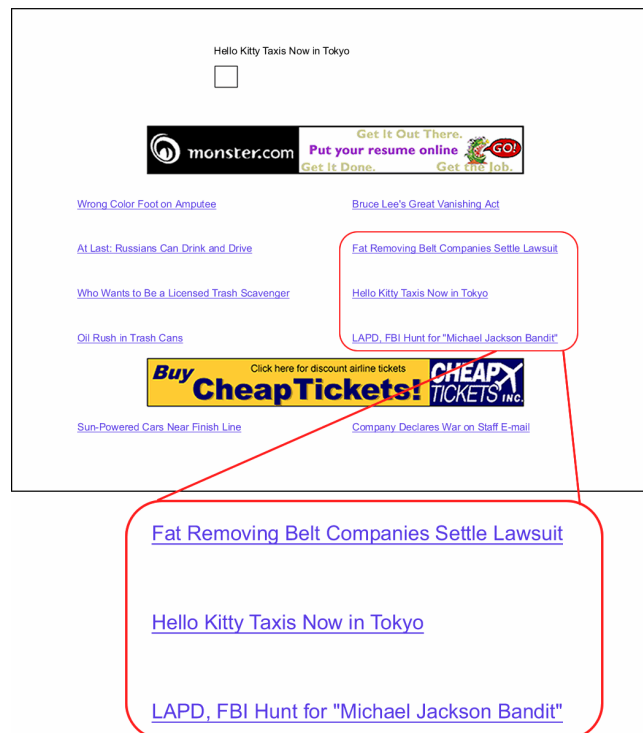 Hello Kitty Taxis Now in Tokyo
monster.com
Get It Out There.
Put your resume online
GO!
Get It Done. Get the Job.
Wrong Color Foot on Amputee
Bruce Lee's Great Vanishing Act
At Last: Russians Can Drink and Drive
Fat Removing Belt Companies Settle Lawsuit
Who Wants to Be a Licensed Trash Scavenger
Hello Kitty Taxis Now in Tokyo
Oil Rush in Trash Cans
LAPD, FBI Hunt for "Michael Jackson Bandit"
Buy
Click here for discount airline tickets
CheapTickets!
CHEAP
TICKETS INC.
Sun-Powered Cars Near Finish Line
Company Declares War on Staff E-mail
Fat Removing Belt Companies Settle Lawsuit
Hello Kitty Taxis Now in Tokyo
LAPD, FBI Hunt for "Michael Jackson Bandit"